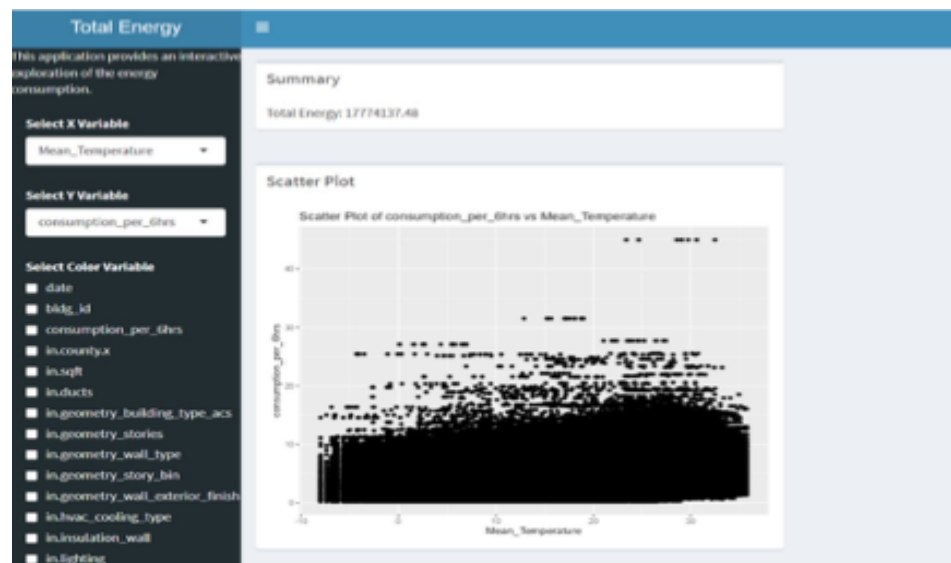 Total Energy
This application provides an interactive
exploration of the energy
consumption.
Select X Variable
Mean_Temperature
Select Y Variable
consumption_per_6hrs
Select Color Variable
date
bldg_id
consumption_per_6hrs
in.county.x
in.sqft
in.ducts
in.geometry_building_type_acs
in.geometry_stories
in.geometry_wall_type
in.geometry_story_bin
in.geometry_wall_exterior_finish
in.hvac_cooling_type
in.insulation_wall
in.lighting
Summary
Total Energy: 17774137.48
Scatter Plot
Scatter Plot of consumption_per_6hrs vs Mean_Temperature
consumption_per_6hrs
40
30
20
10
0
-10 0 10 20 30
Mean_Temperature